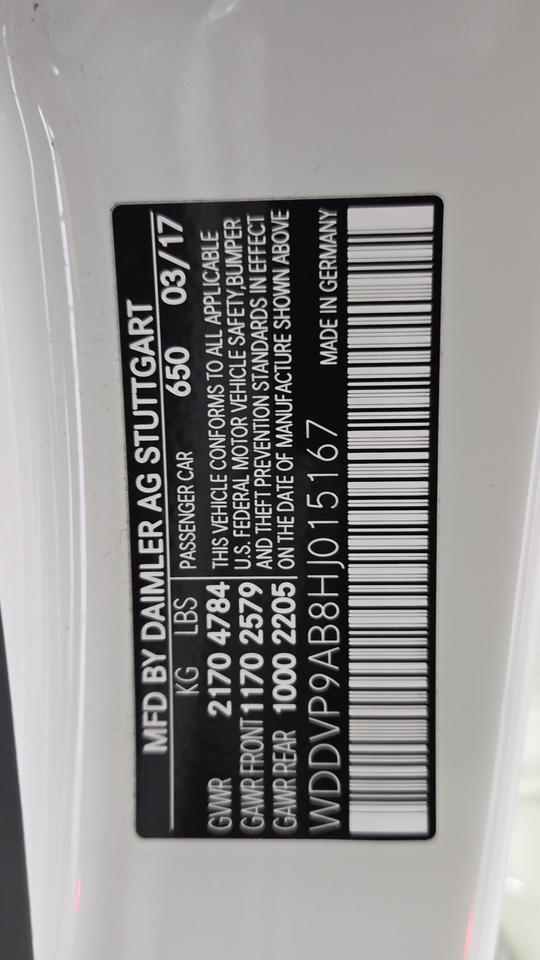 MFD BY DAIMLER AG STUTTGART
KG LBS PASSENGER CAR 650 03/17
GVWR 2170 4784 THIS VEHICLE CONFORMS TO ALL APPLICABLE
GAWR FRONT 1170 2579 U.S. FEDERAL MOTOR VEHICLE SAFETY,BUMPER
GAWR REAR 1000 2205 AND THEFT PREVENTION STANDARDS IN EFFECT
ON THE DATE OF MANUFACTURE SHOWN ABOVE
WDDVP9AB8HJ015167 MADE IN GERMANY